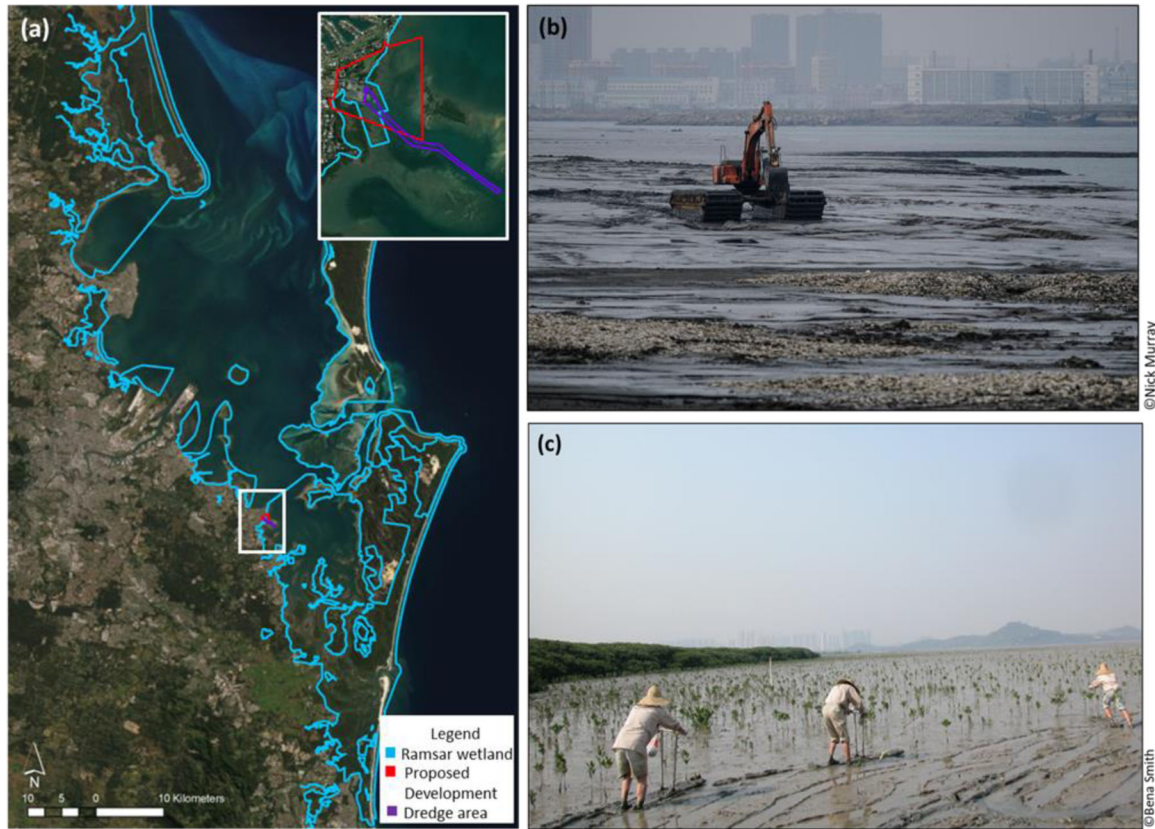 (a)
Legend
Ramsar wetland
Proposed
Development
Dredge area
N
10 5 0 10 Kilometers
(b)
©Nick Murray
(c)
©Bena Smith